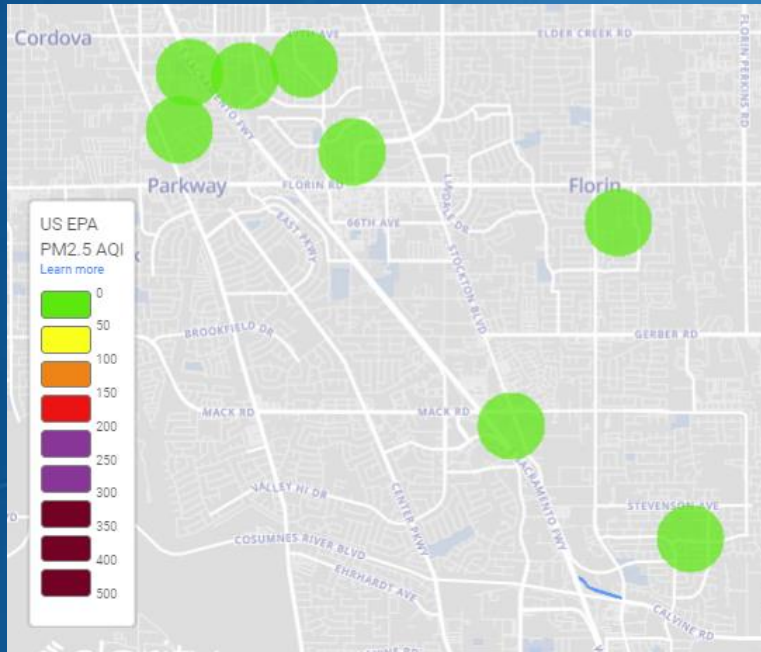 Cordova
ELDER CREEK RD
FLORIN PERKINS RD
Parkway
FLORIN RD
Florin
66TH AVE
EAST PKWY
STOCKTON BLVD
US EPA
PM2.5 AQI
Learn more
0
50
100
150
200
250
300
350
400
500
BROOKFIELD DR
GERBER RD
MACK RD
MACK RD
VALLEY HI DR
CENTER PKWY
SACRAMENTO FWY
STEVENSON AVE
COSUMNES RIVER BLVD
EHRHARDT AVE
CALVINE RD